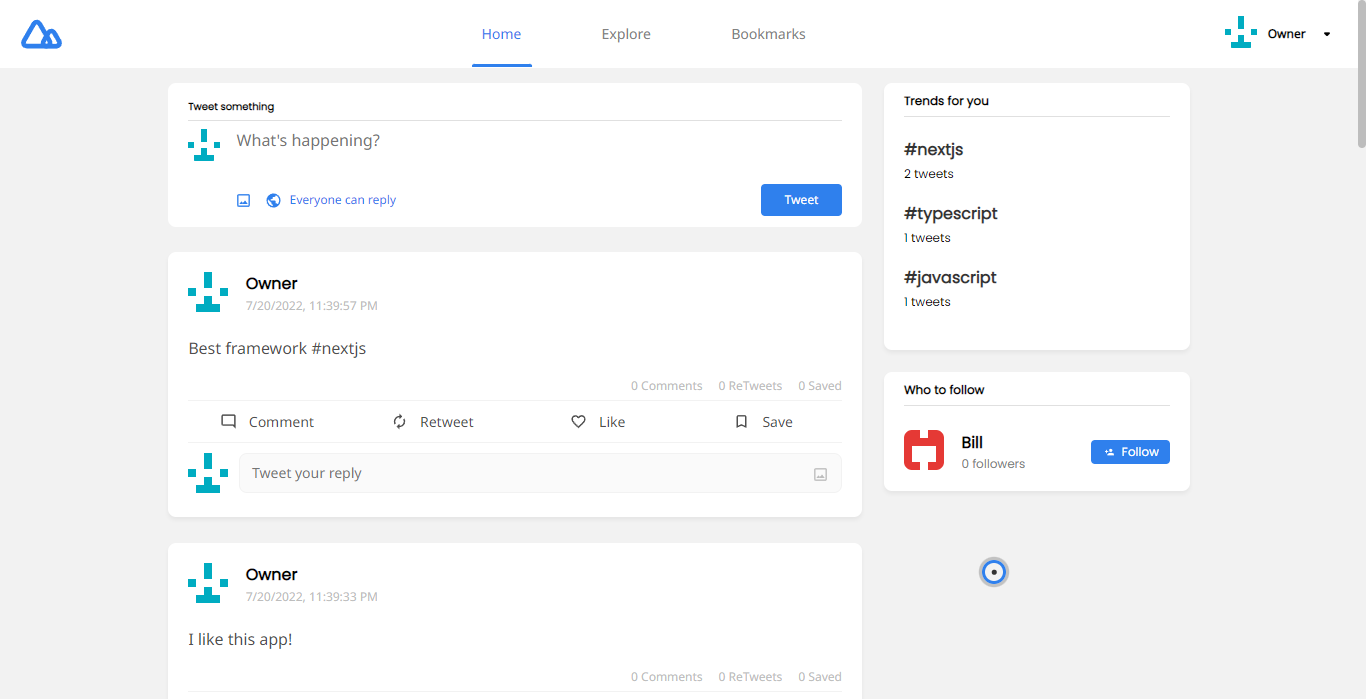 Home Explore Bookmarks Owner
Tweet something
What's happening?
Everyone can reply Tweet
Owner
7/20/2022, 11:39:57 PM
Best framework #nextjs
0 Comments 0 ReTweets 0 Saved
Comment Retweet Like Save
Tweet your reply
Owner
7/20/2022, 11:39:33 PM
I like this app!
0 Comments 0 ReTweets 0 Saved
Trends for you
#nextjs
2 tweets
#typescript
1 tweets
#javascript
1 tweets
Who to follow
Bill
0 followers
Follow